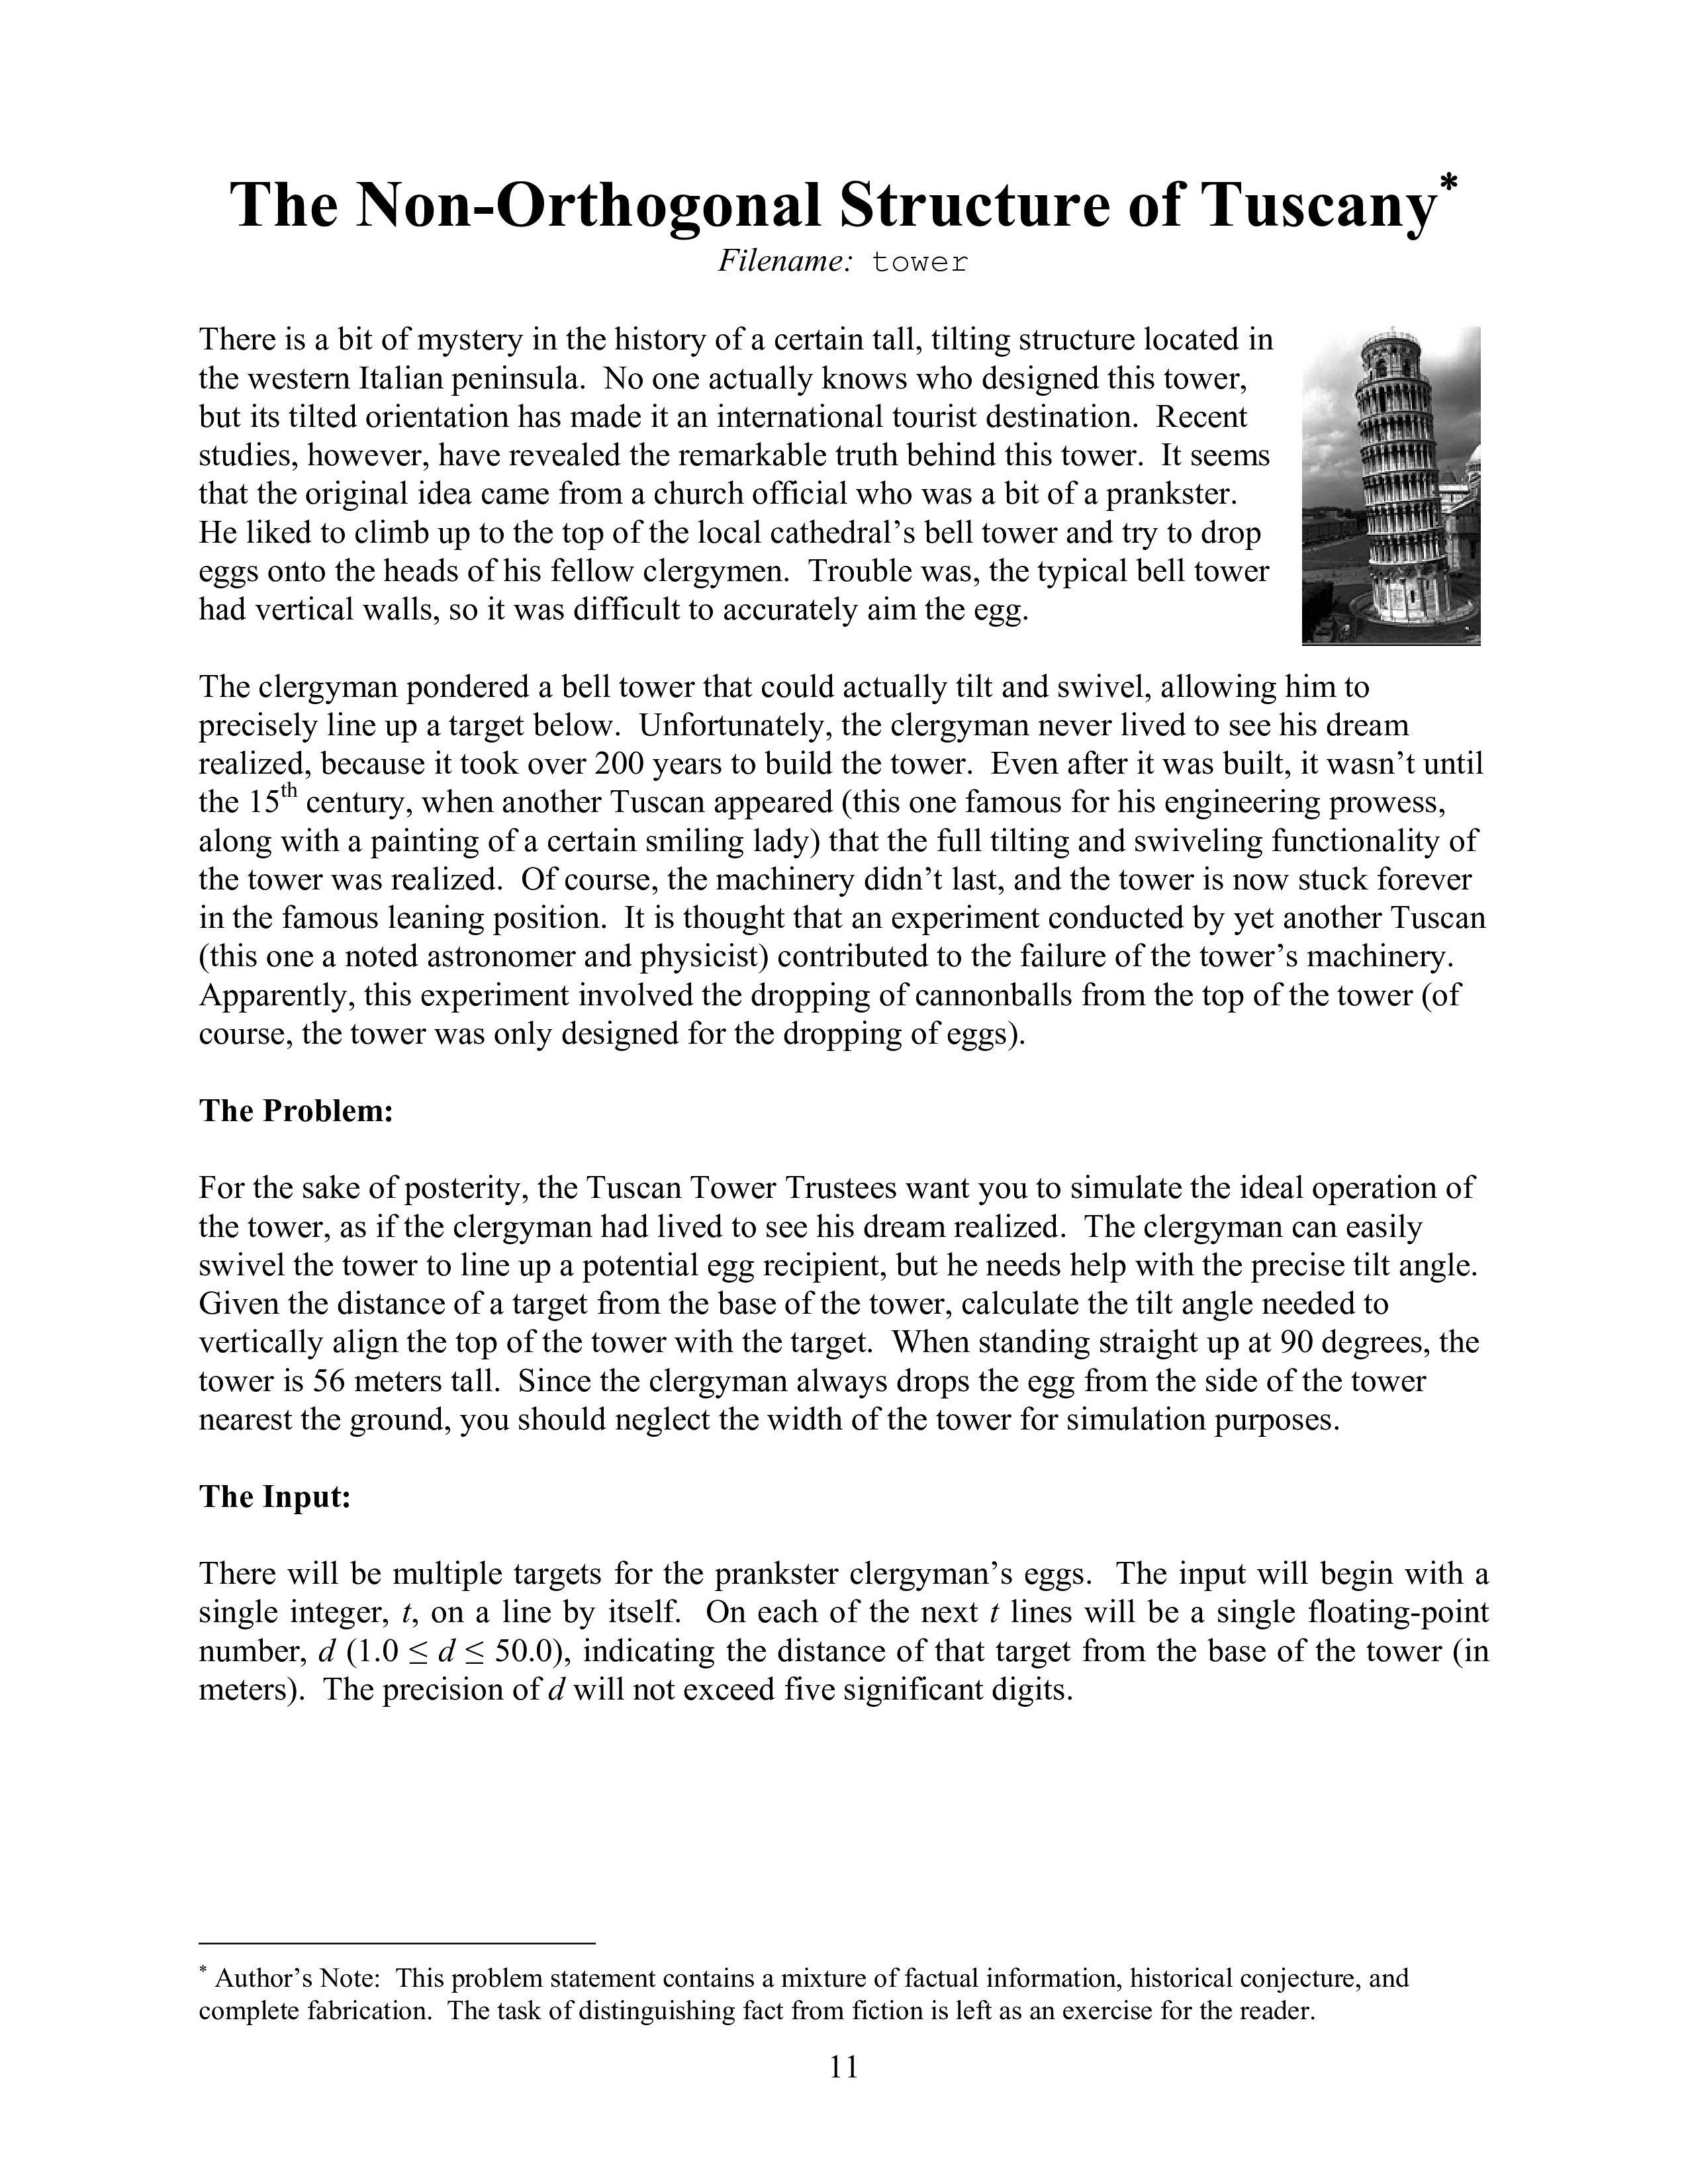 The Non-Orthogonal Structure of Tuscany*
Filename: tower
There is a bit of mystery in the history of a certain tall, tilting structure located in
the western Italian peninsula. No one actually knows who designed this tower,
but its tilted orientation has made it an international tourist destination. Recent
studies, however, have revealed the remarkable truth behind this tower. It seems
that the original idea came from a church official who was a bit of a prankster.
He liked to climb up to the top of the local cathedral’s bell tower and try to drop
eggs onto the heads of his fellow clergymen. Trouble was, the typical bell tower
had vertical walls, so it was difficult to accurately aim the egg.
The clergyman pondered a bell tower that could actually tilt and swivel, allowing him to
precisely line up a target below. Unfortunately, the clergyman never lived to see his dream
realized, because it took over 200 years to build the tower. Even after it was built, it wasn’t until
the 15th century, when another Tuscan appeared (this one famous for his engineering prowess,
along with a painting of a certain smiling lady) that the full tilting and swiveling functionality of
the tower was realized. Of course, the machinery didn’t last, and the tower is now stuck forever
in the famous leaning position. It is thought that an experiment conducted by yet another Tuscan
(this one a noted astronomer and physicist) contributed to the failure of the tower’s machinery.
Apparently, this experiment involved the dropping of cannonballs from the top of the tower (of
course, the tower was only designed for the dropping of eggs).
The Problem:
For the sake of posterity, the Tuscan Tower Trustees want you to simulate the ideal operation of
the tower, as if the clergyman had lived to see his dream realized. The clergyman can easily
swivel the tower to line up a potential egg recipient, but he needs help with the precise tilt angle.
Given the distance of a target from the base of the tower, calculate the tilt angle needed to
vertically align the top of the tower with the target. When standing straight up at 90 degrees, the
tower is 56 meters tall. Since the clergyman always drops the egg from the side of the tower
nearest the ground, you should neglect the width of the tower for simulation purposes.
The Input:
There will be multiple targets for the prankster clergyman’s eggs. The input will begin with a
single integer, t, on a line by itself. On each of the next t lines will be a single floating-point
number, d (1.0 ≤ d ≤ 50.0), indicating the distance of that target from the base of the tower (in
meters). The precision of d will not exceed five significant digits.
* Author’s Note: This problem statement contains a mixture of factual information, historical conjecture, and
complete fabrication. The task of distinguishing fact from fiction is left as an exercise for the reader.
11